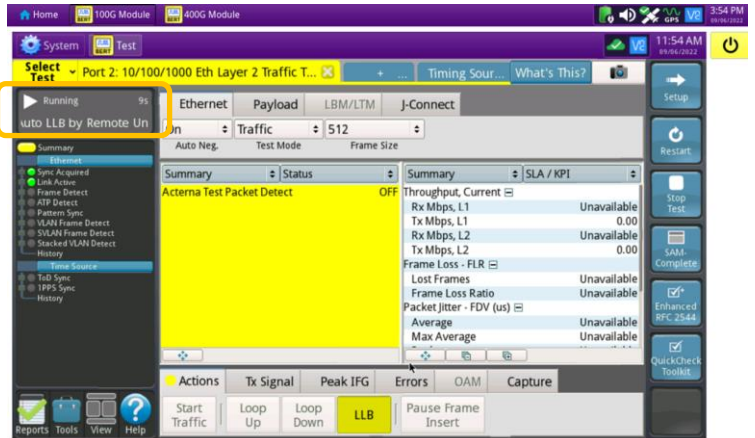 Home
100G Module
400G Module
GPS
V2
3:54 PM
09/06/2022
System
Test
V2
11:54 AM
09/06/2022
Select Test
Port 2: 10/100/1000 Eth Layer 2 Traffic T...
+ ...
Timing Sour...
What's This?
Running 9s
uto LLB by Remote Un
Summary
Ethernet
Sync Acquired
Link Active
Frame Detect
ATP Detect
Pattern Sync
VLAN Frame Detect
SVLAN Frame Detect
Stacked VLAN Detect
History
Time Source
ToD Sync
1PPS Sync
History
Reports Tools View Help
Ethernet Payload LBM/LTM J-Connect
On Traffic 512
Auto Neg. Test Mode Frame Size
Summary Status
Acterna Test Packet Detect OFF
Summary SLA / KPI
Throughput, Current
Rx Mbps, L1 Unavailable
Tx Mbps, L1 0.00
Rx Mbps, L2 Unavailable
Tx Mbps, L2 0.00
Frame Loss - FLR
Lost Frames Unavailable
Frame Loss Ratio Unavailable
Packet Jitter - FDV (us)
Average Unavailable
Max Average Unavailable
Actions Tx Signal Peak IFG Errors OAM Capture
Start Traffic
Loop Up
Loop Down
LLB
Pause Frame Insert
Setup
Restart
Stop Test
SAM-Complete
Enhanced RFC 2544
QuickCheck Toolkit